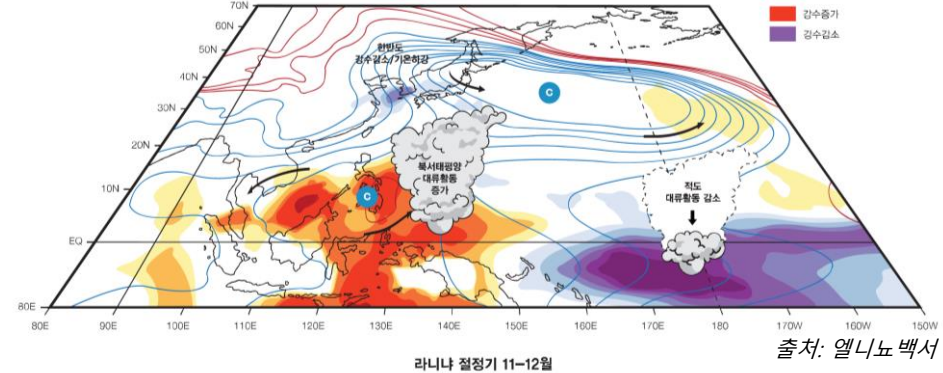 70N
60N
50N
40N
30N
20N
10N
EQ
80E
강수증가
강수감소
한반도
강수감소/기온하강
C
북서태평양
대류활동
증가
C
적도
대류활동 감소
80E
90E
100E
110E
120E
130E
140E
150E
160E
170E
180
170W
160W
150W
라니냐 절정기 11-12월
출처: 엘니뇨백서